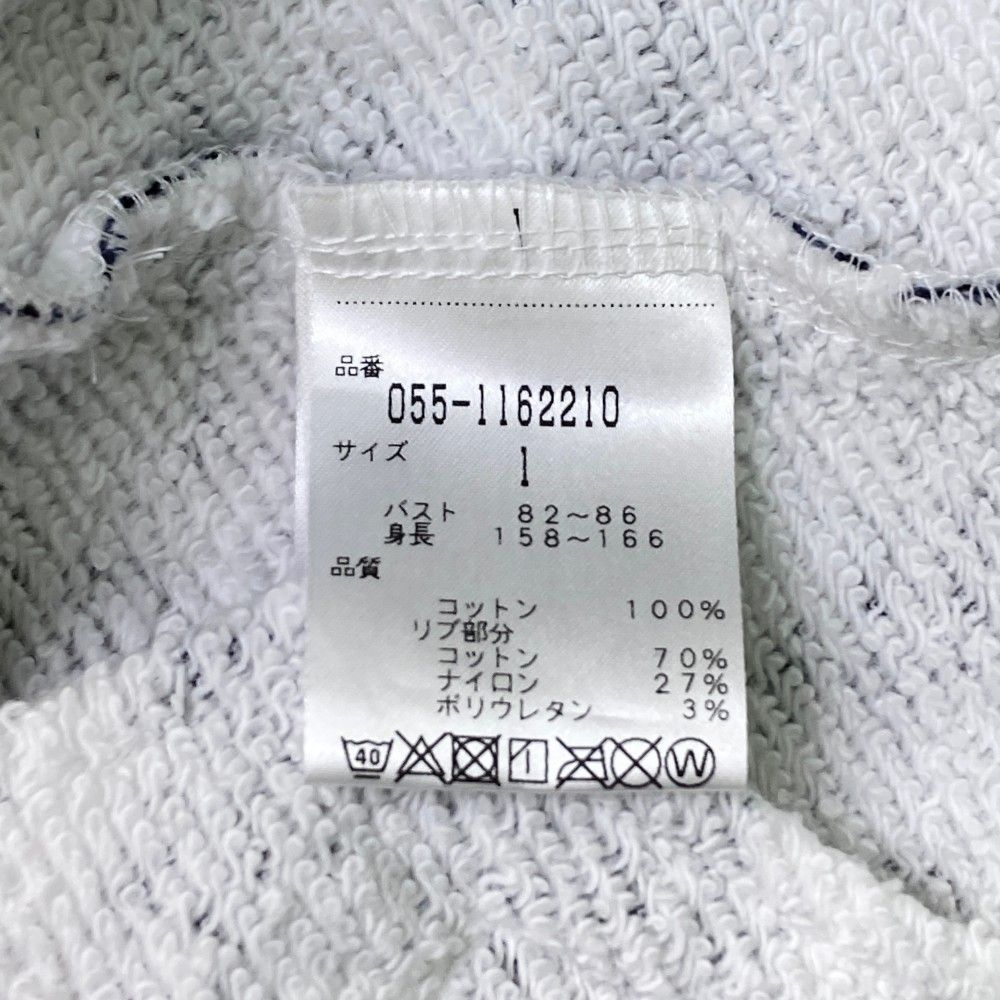 品番
055-1162210
サイズ 1
バスト 82～86
身長 158～166
品質
コットン 100%
リブ部分
コットン 70%
ナイロン 27%
ポリウレタン 3%
40 W